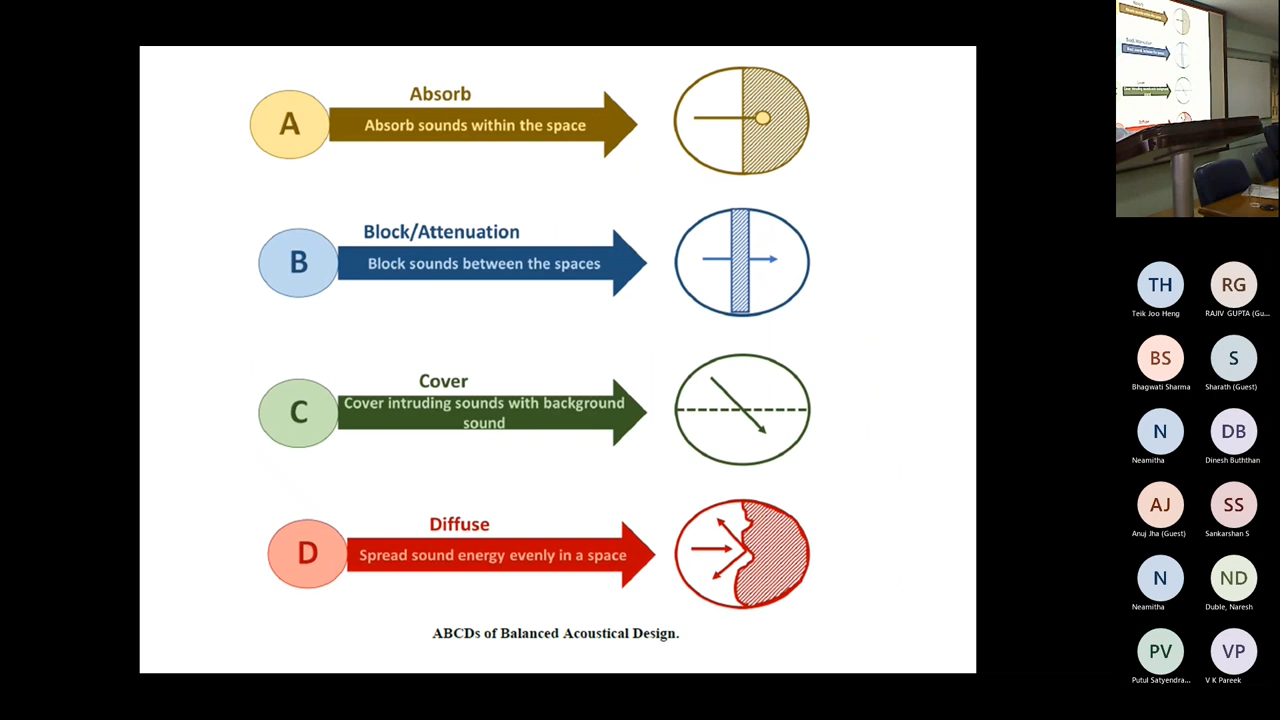 Absorb
A
Absorb sounds within the space
Block/Attenuation
B
Block sounds between the spaces
Cover
C
Cover intruding sounds with background
sound
Diffuse
D
Spread sound energy evenly in a space
ABCDs of Balanced Acoustical Design.
TH
RG
Teik Joo Heng
RAJIV GUPTA (Gu...
BS
S
Bhagwati Sharma
Sharath (Guest)
N
DB
Neamitha
Dinesh Buththan
AJ
SS
Anuj Jha (Guest)
Sankarshan S
N
ND
Neamitha
Duble, Naresh
PV
VP
Putul Satyendra...
V K Pareek